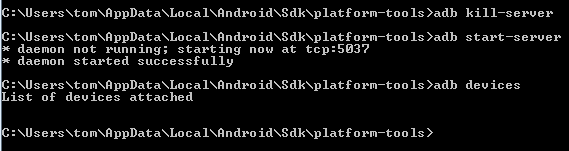 C:\Users\tom\AppData\Local\Android\Sdk\platform-tools>adb kill-server
C:\Users\tom\AppData\Local\Android\Sdk\platform-tools>adb start-server
* daemon not running; starting now at tcp:5037
* daemon started successfully
C:\Users\tom\AppData\Local\Android\Sdk\platform-tools>adb devices
List of devices attached
C:\Users\tom\AppData\Local\Android\Sdk\platform-tools>